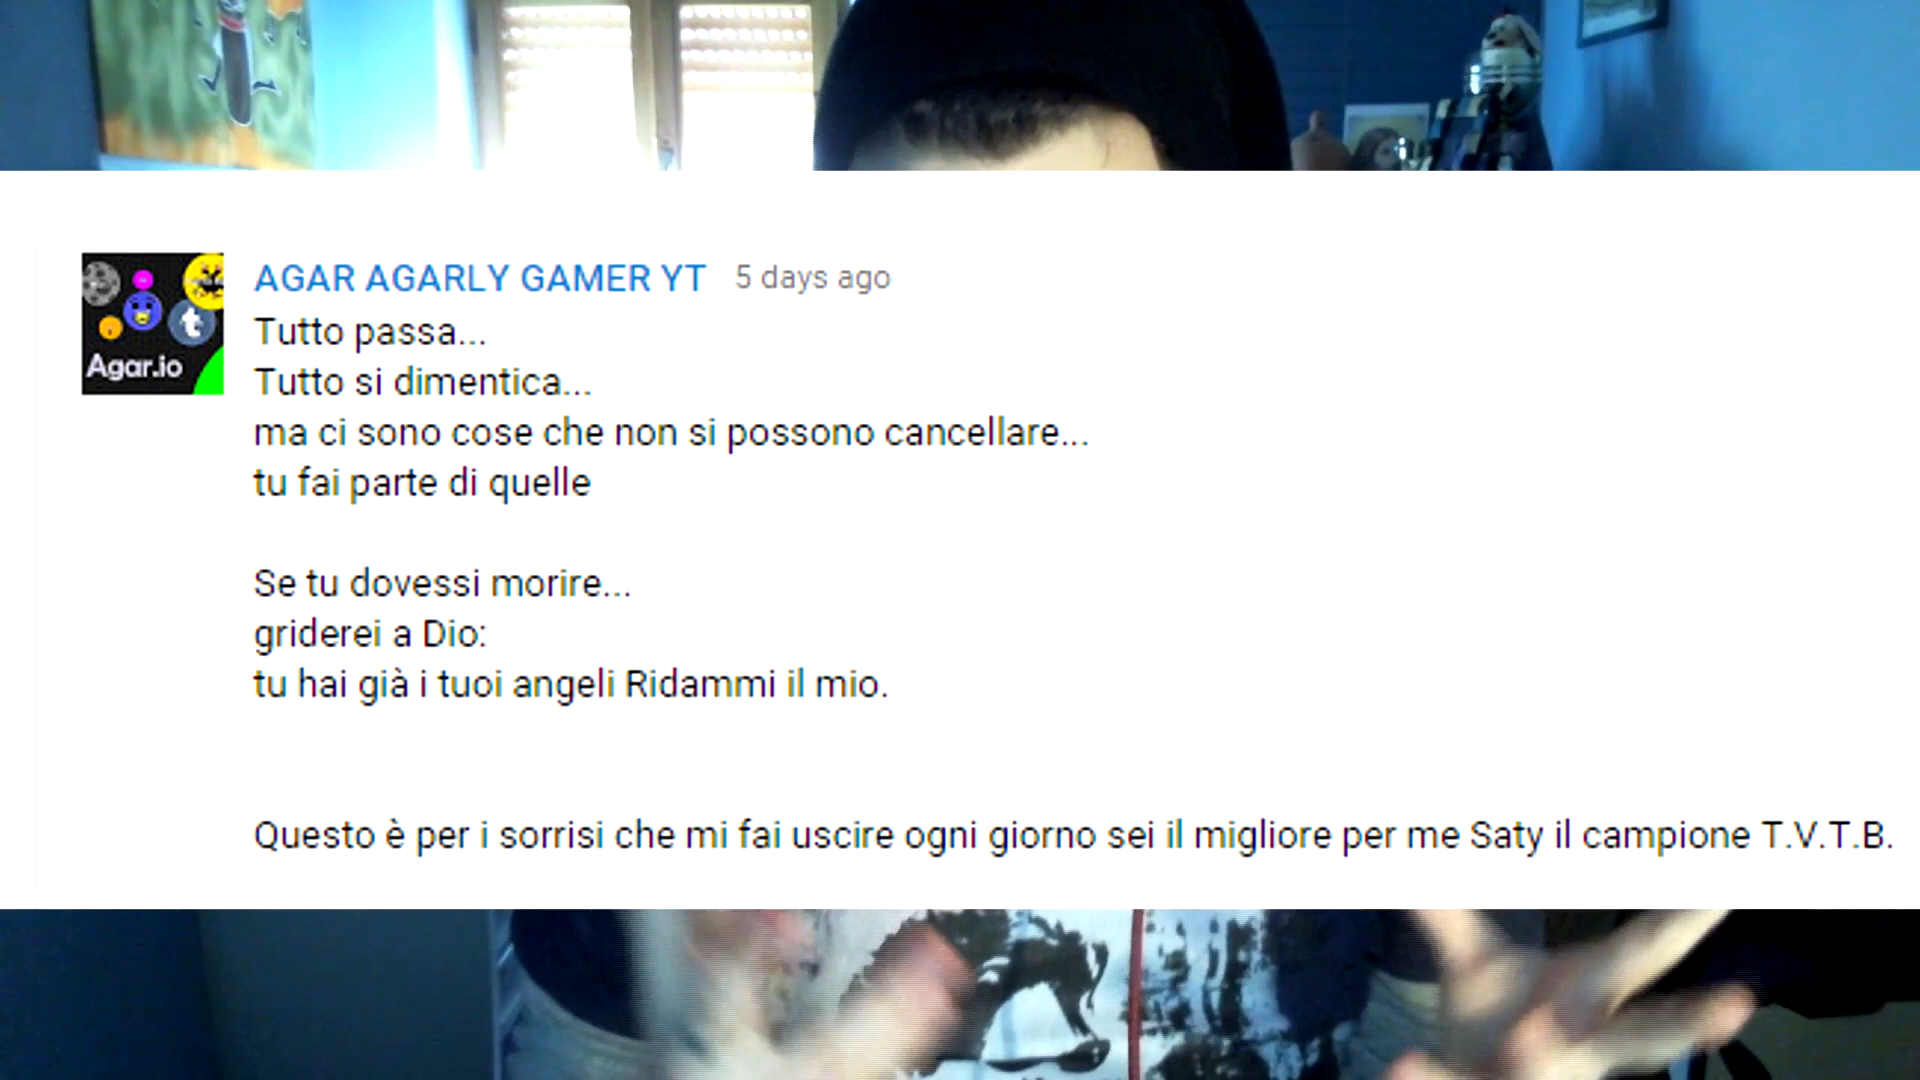 AGAR AGARLY GAMER YT 5 days ago
Agar.io
Tutto passa...
Tutto si dimentica...
ma ci sono cose che non si possono cancellare...
tu fai parte di quelle
Se tu dovessi morire...
griderei a Dio:
tu hai già i tuoi angeli Ridammi il mio.
Questo è per i sorrisi che mi fai uscire ogni giorno sei il migliore per me Saty il campione T.V.T.B.